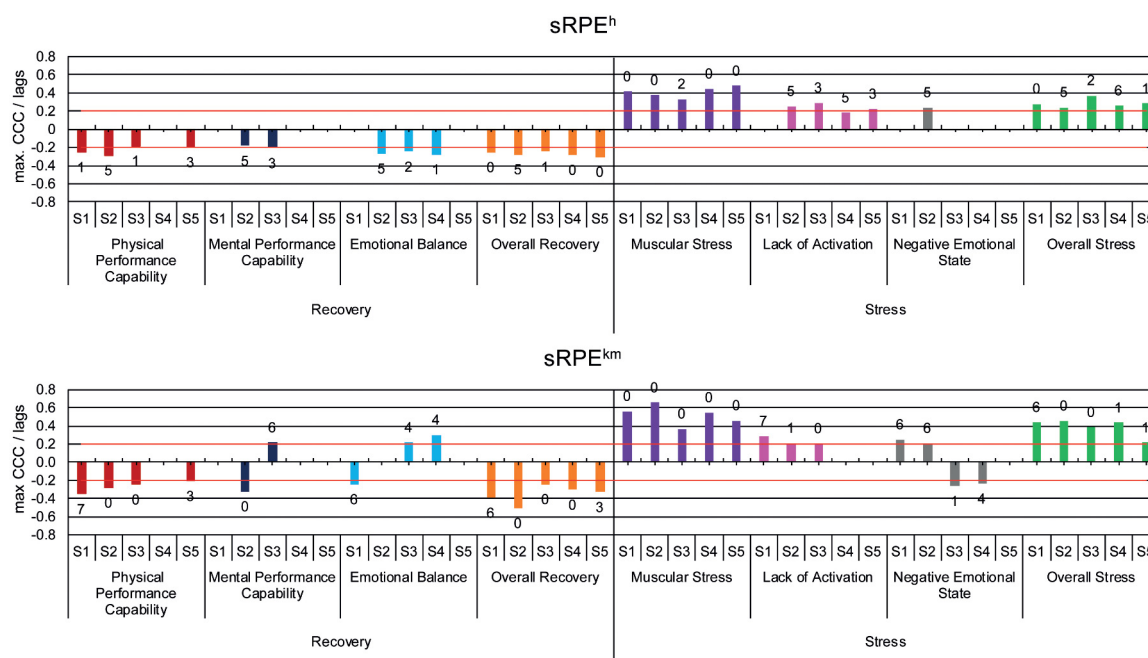 sRPEʰ
max. CCC / lags
0.8
0.6
0.4
0.2
0
-0.2
-0.4
-0.6
-0.8
1 5 1 3 5 3 5 2 1 0 5 1 0 0 0 0 2 0 0 5 3 5 3 5 0 5 2 6 1
S1 S2 S3 S4 S5 S1 S2 S3 S4 S5 S1 S2 S3 S4 S5 S1 S2 S3 S4 S5 S1 S2 S3 S4 S5 S1 S2 S3 S4 S5 S1 S2 S3 S4 S5 S1 S2 S3 S4 S5
Physical
Performance
Capability
Mental Performance
Capability
Emotional Balance
Overall Recovery
Muscular Stress
Lack of Activation
Negative Emotional
State
Overall Stress
Recovery
Stress
sRPEᵏᵐ
max CCC / lags
0.8
0.6
0.4
0.2
0.0
-0.2
-0.4
-0.6
-0.8
7 0 0 3 0 6 6 4 4 6 0 0 0 3 0 0 0 0 0 7 1 0 6 6 1 4 6 0 0 1 1
S1 S2 S3 S4 S5 S1 S2 S3 S4 S5 S1 S2 S3 S4 S5 S1 S2 S3 S4 S5 S1 S2 S3 S4 S5 S1 S2 S3 S4 S5 S1 S2 S3 S4 S5 S1 S2 S3 S4 S5
Physical
Performance
Capability
Mental Performance
Capability
Emotional Balance
Overall Recovery
Muscular Stress
Lack of Activation
Negative Emotional
State
Overall Stress
Recovery
Stress